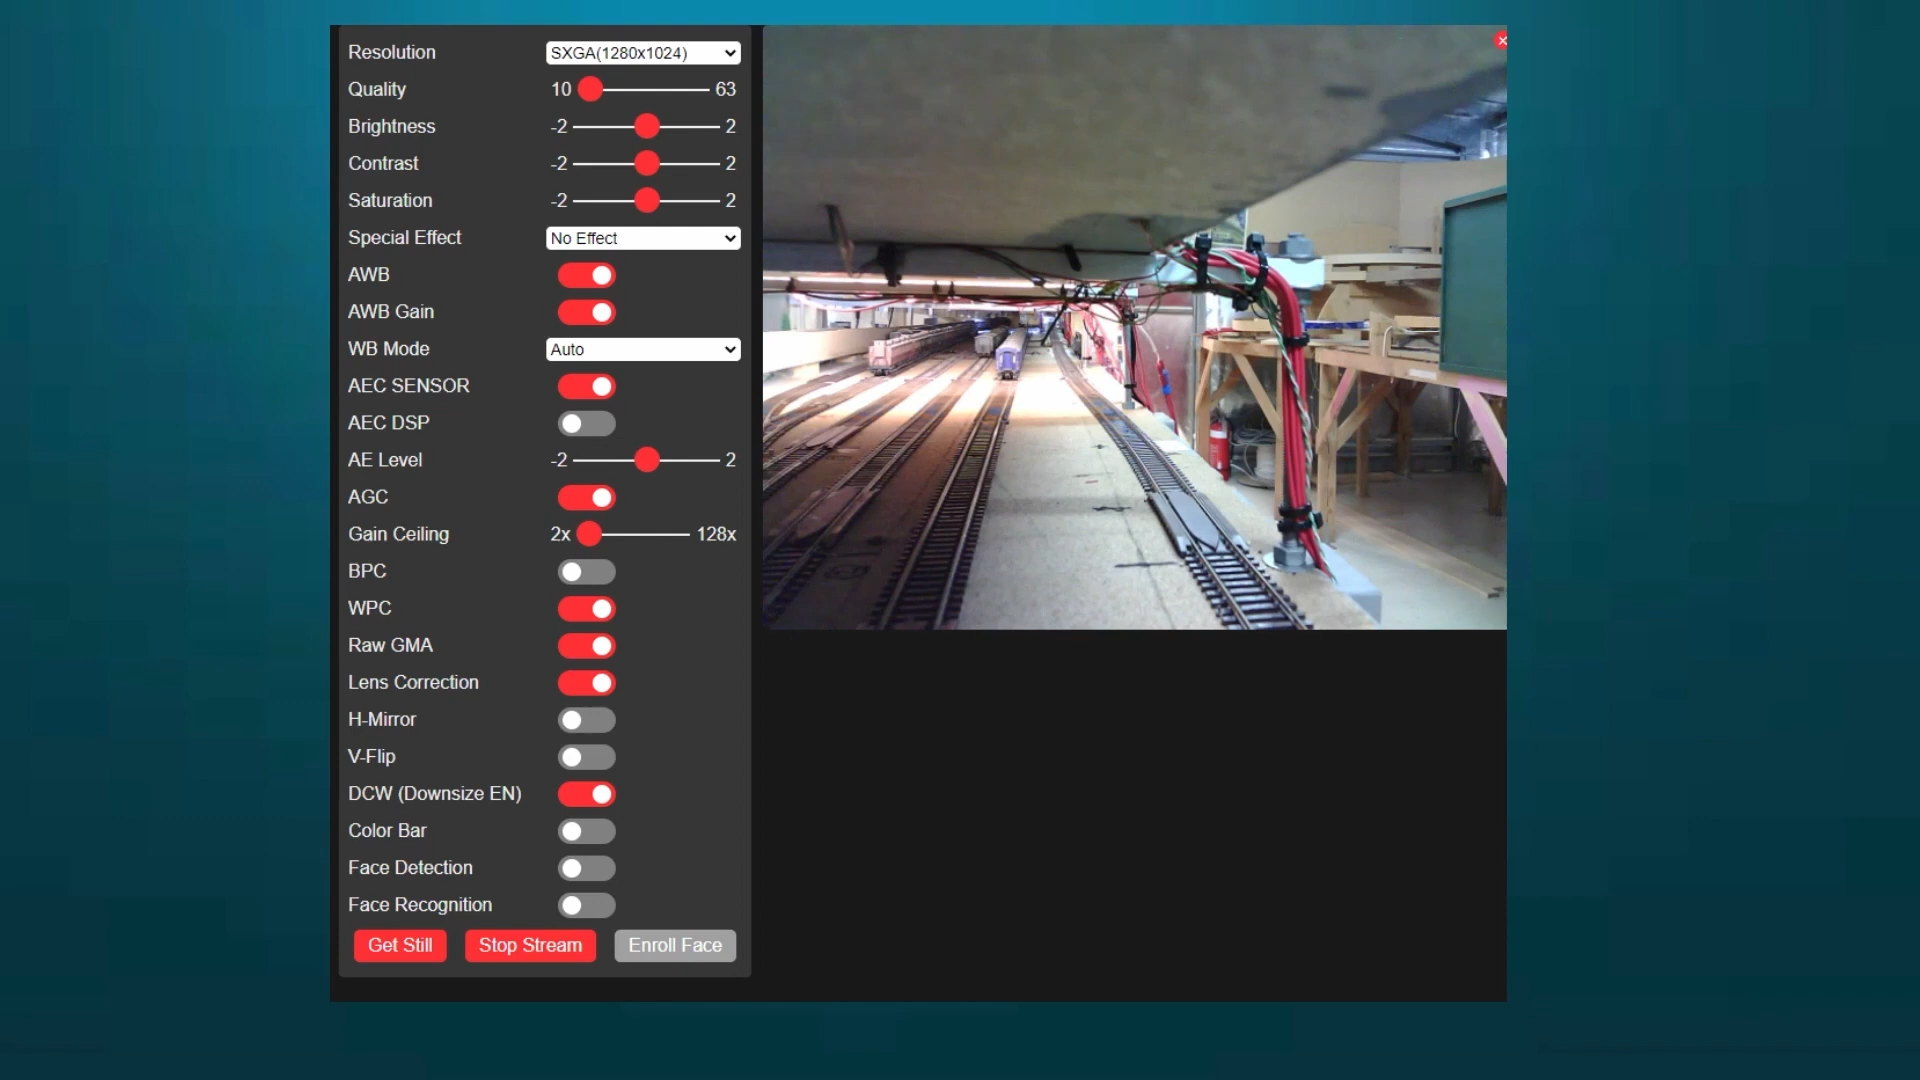 Resolution SXGA(1280x1024)
Quality 10 63
Brightness -2 2
Contrast -2 2
Saturation -2 2
Special Effect No Effect
AWB
AWB Gain
WB Mode Auto
AEC SENSOR
AEC DSP
AE Level -2 2
AGC
Gain Ceiling 2x 128x
BPC
WPC
Raw GMA
Lens Correction
H-Mirror
V-Flip
DCW (Downsize EN)
Color Bar
Face Detection
Face Recognition
Get Still Stop Stream Enroll Face